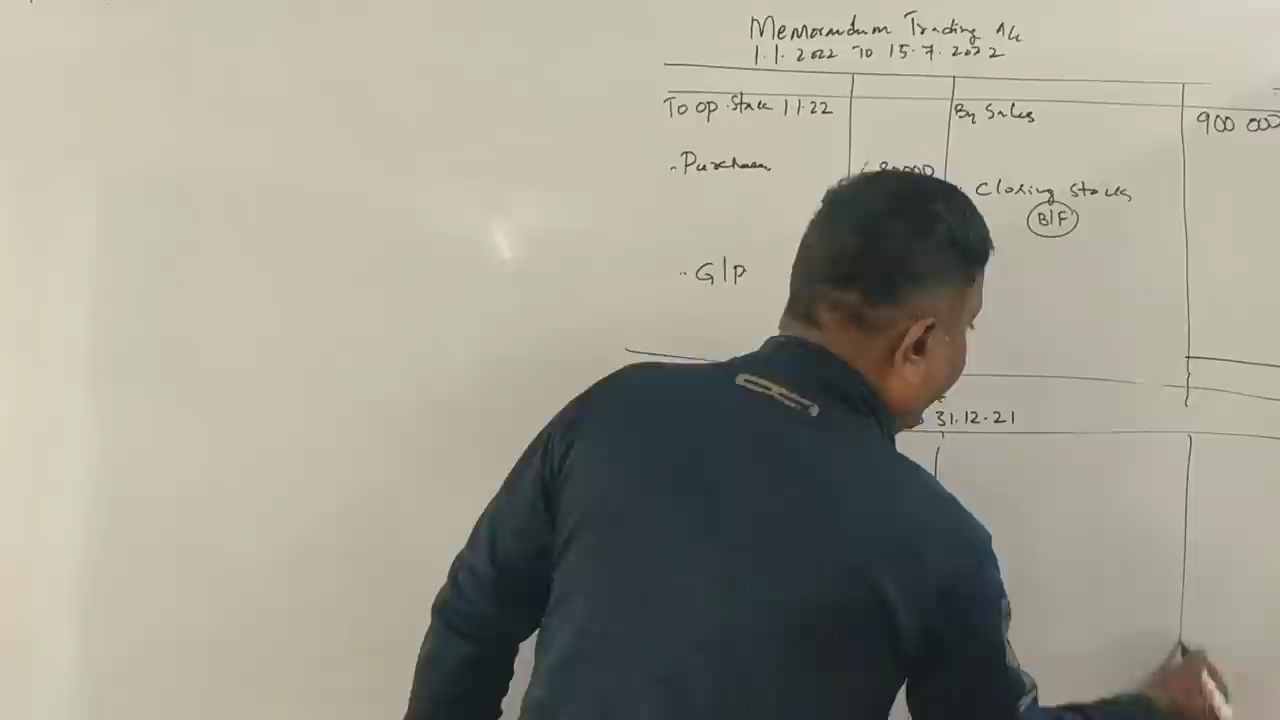 Memorandum Trading A/c
1.1.2022 To 15.7.2022
To op. Stock 1.1.22
By Sales
900 000
" Purchases
Closing Stocks
B/F
" G/P
31.12.21